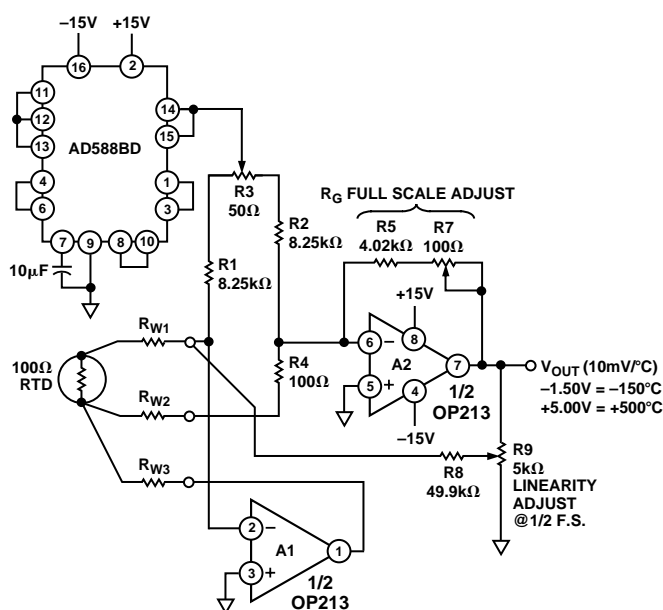 –15V +15V
16 2
11
12
13
14
15
AD588BD
4
6
1
3
7 9 8 10
10µF
R3
50Ω
R2
8.25kΩ
R1
8.25kΩ
RG FULL SCALE ADJUST
R5
4.02kΩ
R7
100Ω
+15V
6 –
8
A2
7
5 +
4
1/2
OP213
–15V
VOUT (10mV/°C)
–1.50V = –150°C
+5.00V = +500°C
RW1
100Ω
RTD
R4
100Ω
RW2
RW3
R8
49.9kΩ
R9
5kΩ
LINEARITY
ADJUST
@1/2 F.S.
2 –
A1
1
3 +
1/2
OP213